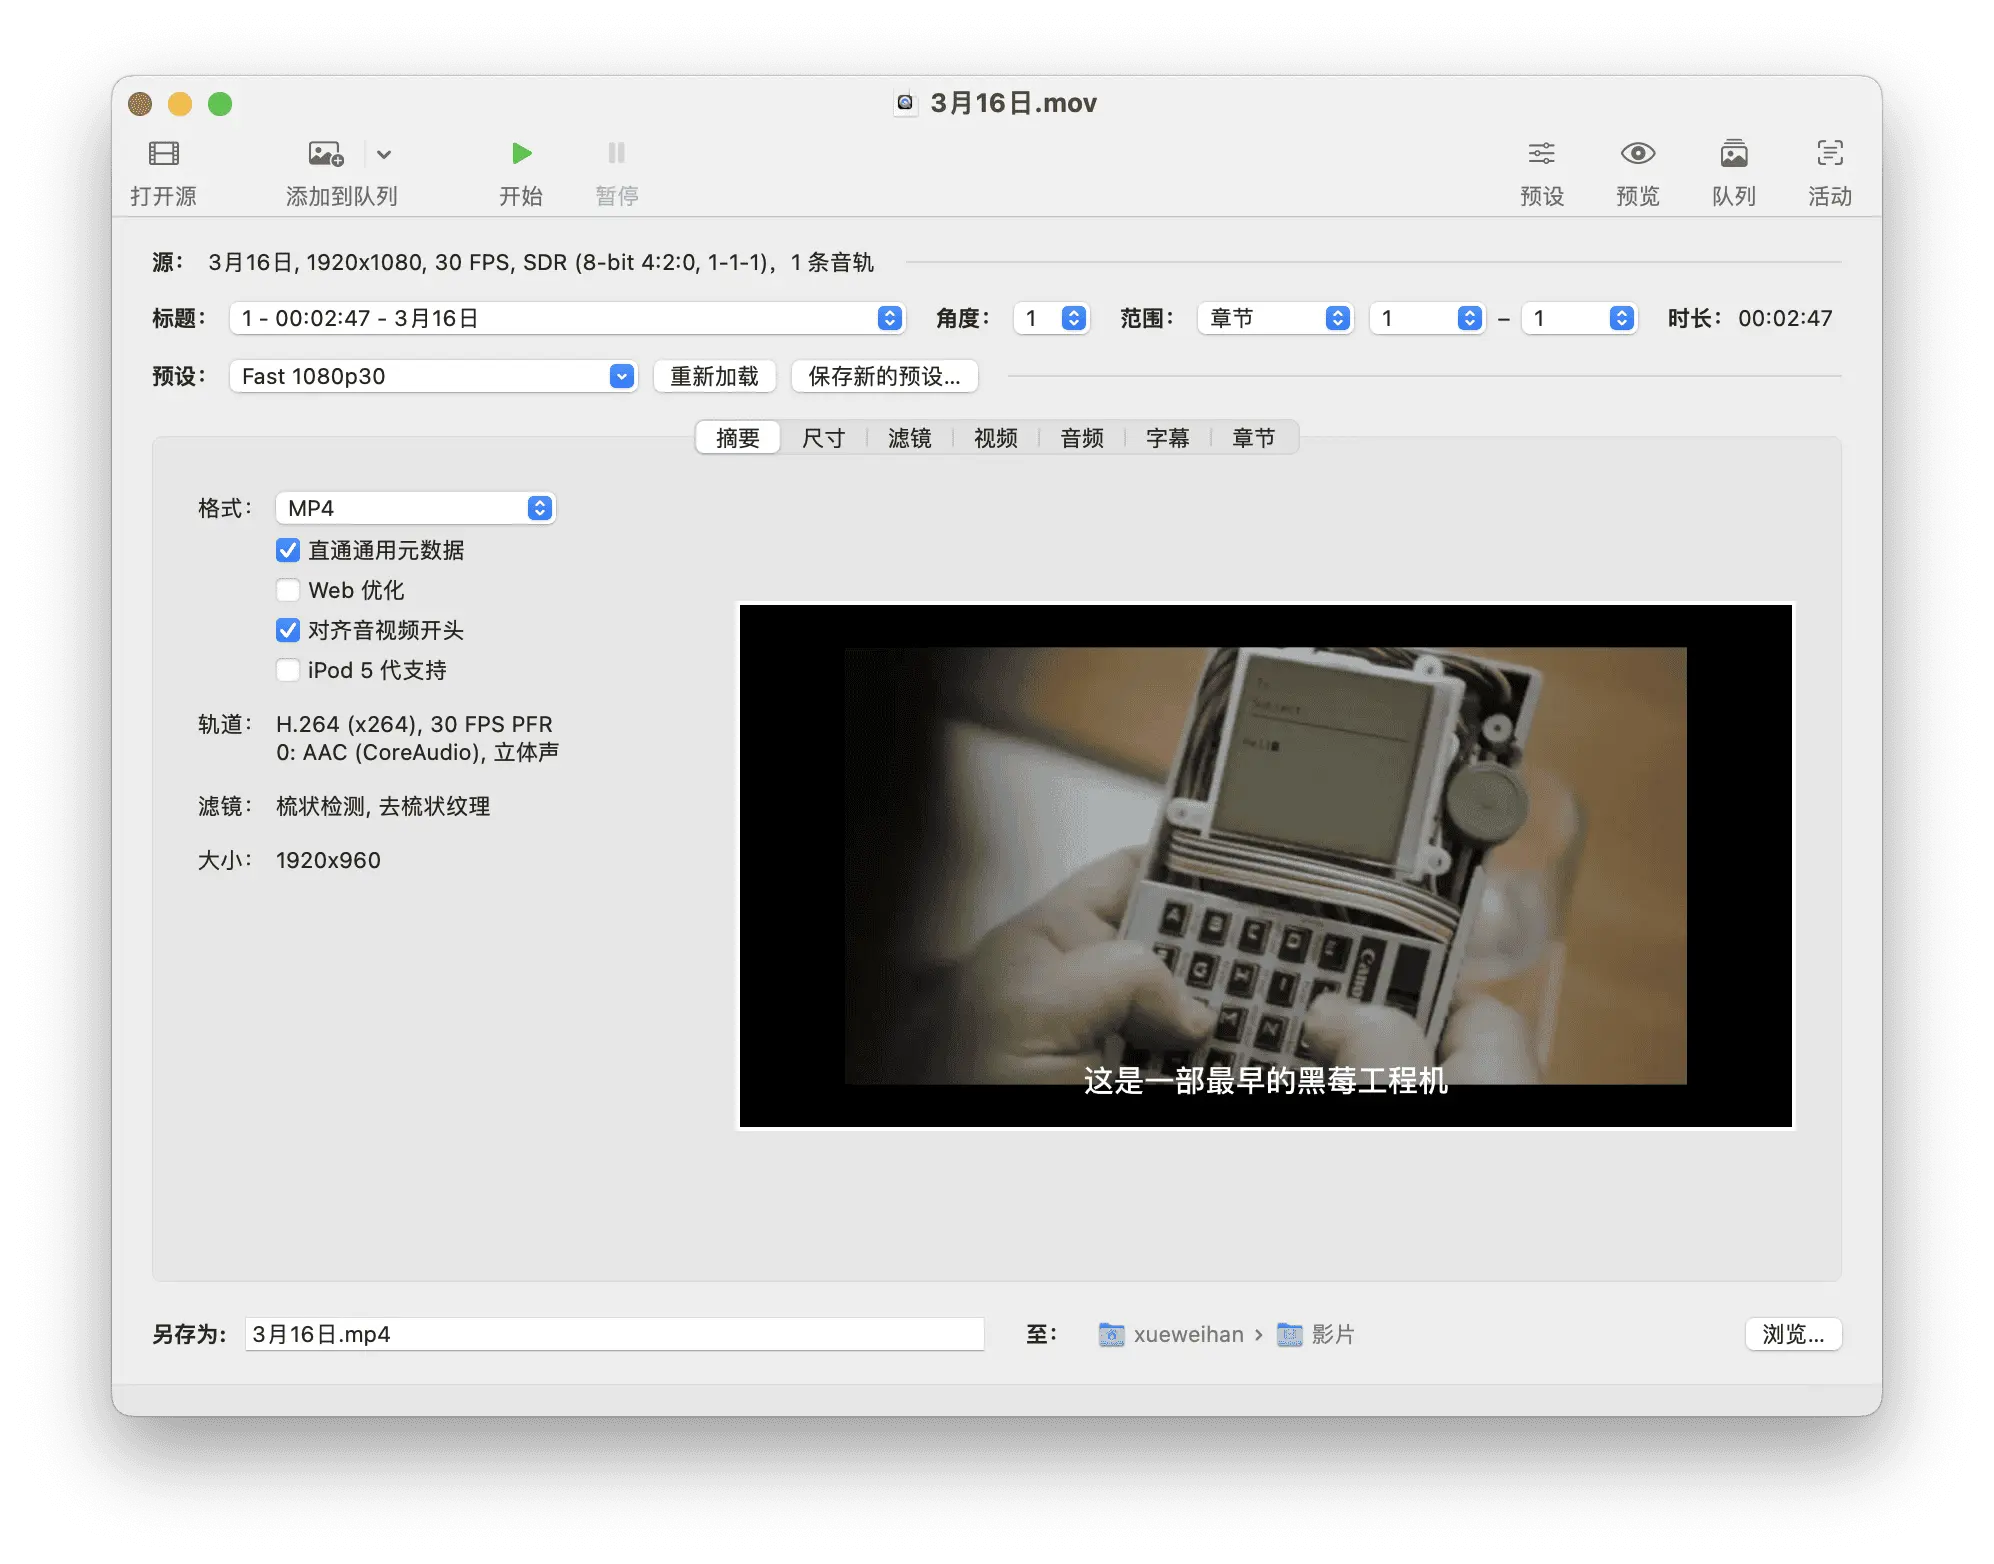 3月16日.mov
打开源 添加到队列 开始 暂停 预设 预览 队列 活动
源： 3月16日, 1920x1080, 30 FPS, SDR (8-bit 4:2:0, 1-1-1)，1 条音轨
标题： 1 - 00:02:47 - 3月16日 角度： 1 范围： 章节 1 – 1 时长： 00:02:47
预设： Fast 1080p30 重新加载 保存新的预设...
摘要 尺寸 滤镜 视频 音频 字幕 章节
格式： MP4
直通通用元数据
Web 优化
对齐音视频开头
iPod 5 代支持
轨道： H.264 (x264), 30 FPS PFR
0: AAC (CoreAudio), 立体声
滤镜： 梳状检测, 去梳状纹理
大小： 1920x960
Subject
A B C D
G
M N
这是一部最早的黑莓工程机
另存为: 3月16日.mp4 至： xueweihan › 影片 浏览...